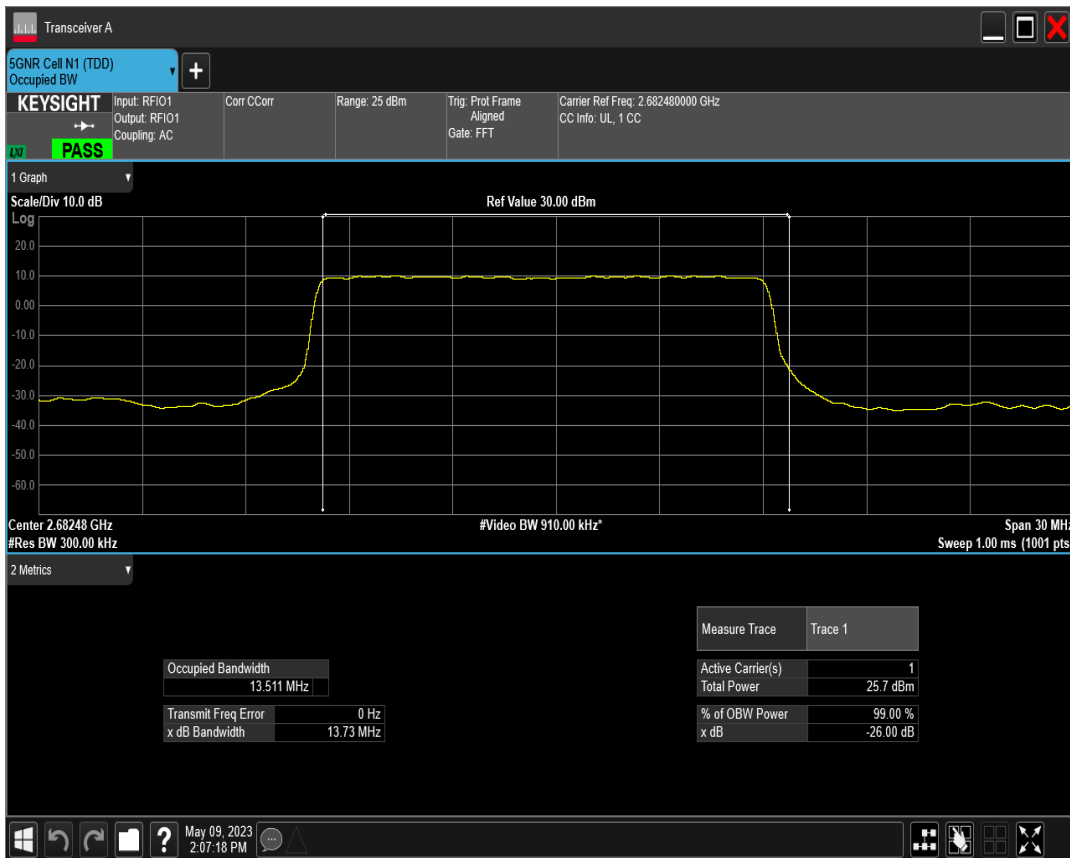 Transceiver A
5GNR Cell N1 (TDD)
Occupied BW
KEYSIGHT
LXI
PASS
Input: RFIO1
Output: RFIO1
Coupling: AC
Corr CCorr
Range: 25 dBm
Trig: Prot Frame
Aligned
Gate: FFT
Carrier Ref Freq: 2.682480000 GHz
CC Info: UL, 1 CC
1 Graph
Scale/Div 10.0 dB
Ref Value 30.00 dBm
Log
20.0
10.0
0.00
-10.0
-20.0
-30.0
-40.0
-50.0
-60.0
Center 2.68248 GHz
#Video BW 910.00 kHz*
Span 30 MHz
#Res BW 300.00 kHz
Sweep 1.00 ms (1001 pts
2 Metrics
Measure Trace Trace 1
Occupied Bandwidth
13.511 MHz
Active Carrier(s) 1
Total Power 25.7 dBm
Transmit Freq Error 0 Hz
x dB Bandwidth 13.73 MHz
% of OBW Power 99.00 %
x dB -26.00 dB
?
May 09, 2023
2:07:18 PM